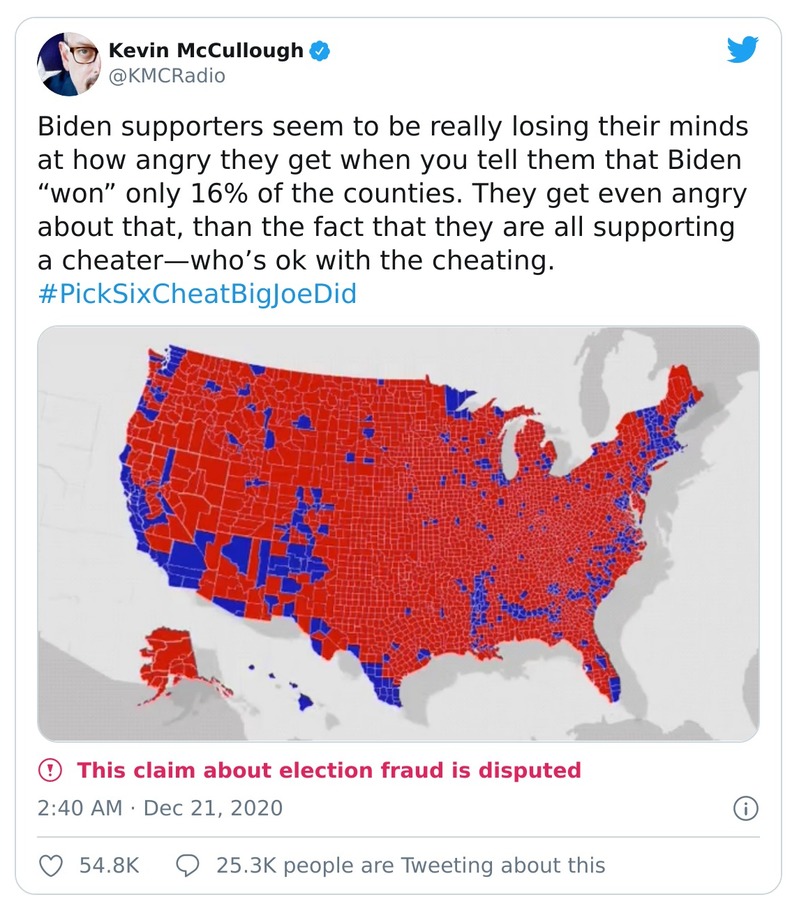 Kevin McCullough
@KMCRadio
Biden supporters seem to be really losing their minds
at how angry they get when you tell them that Biden
“won” only 16% of the counties. They get even angry
about that, than the fact that they are all supporting
a cheater—who’s ok with the cheating.
#PickSixCheatBigJoeDid
This claim about election fraud is disputed
2:40 AM · Dec 21, 2020
54.8K
25.3K people are Tweeting about this